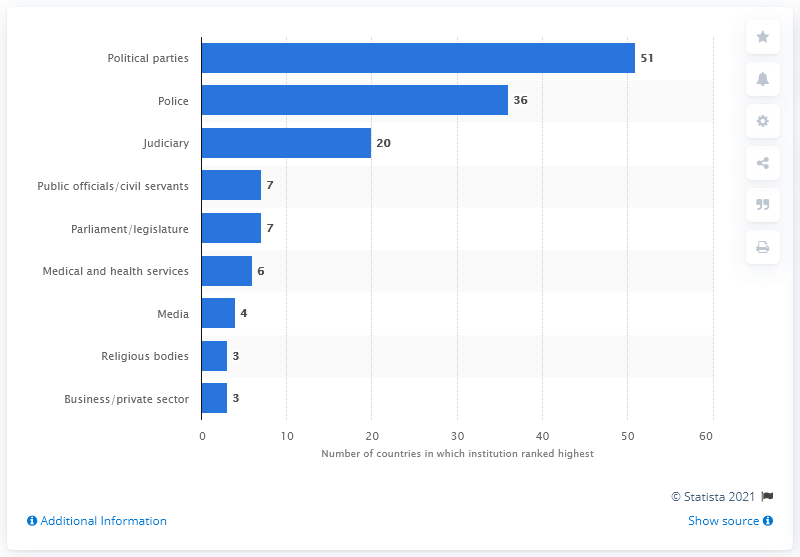 Political parties 51
Police 36
Judiciary 20
Public officials/civil servants 7
Parliament/legislature 7
Medical and health services 6
Media 4
Religious bodies 3
Business/private sector 3
0 10 20 30 40 50 60
Number of countries in which institution ranked highest
© Statista 2021
Additional Information Show source